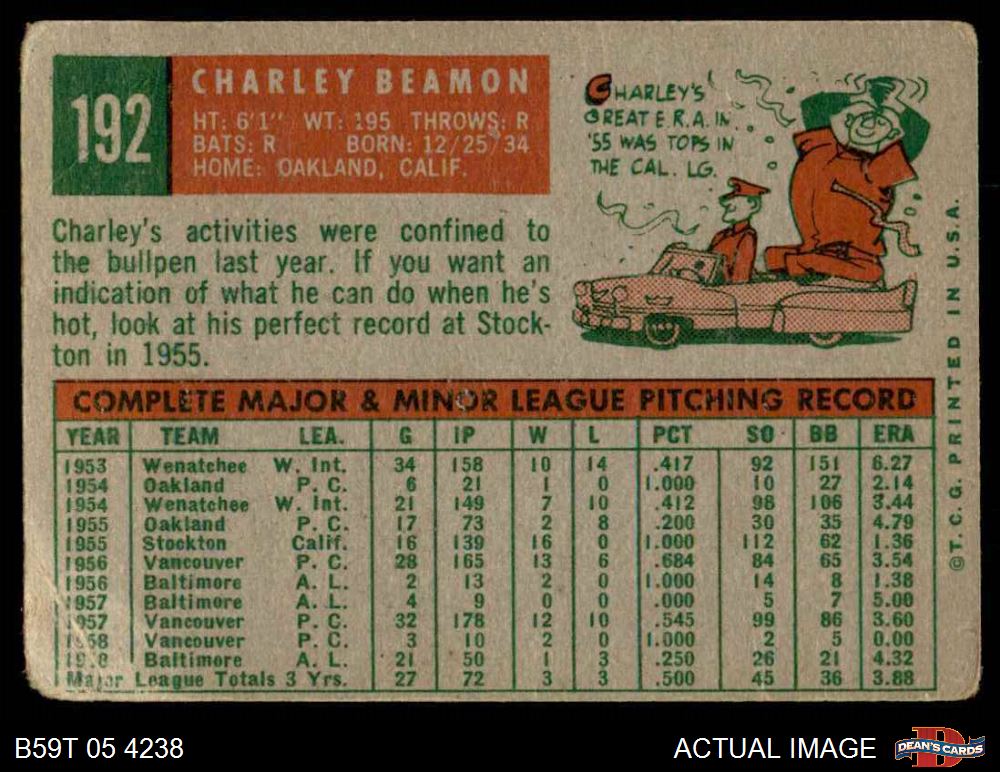 192
CHARLEY BEAMON
HT: 6'1" WT: 195 THROWS: R
BATS: R BORN: 12/25/34
HOME: OAKLAND, CALIF.
CHARLEY'S
GREAT E.R.A. IN
'55 WAS TOPS IN
THE CAL. LG.
Charley's activities were confined to
the bullpen last year. If you want an
indication of what he can do when he's
hot, look at his perfect record at Stock-
ton in 1955.
COMPLETE MAJOR & MINOR LEAGUE PITCHING RECORD
YEAR TEAM LEA. G IP W L PCT SO BB ERA
1953 Wenatchee W. Int. 34 158 10 14 .417 92 151 6.27
1954 Oakland P. C. 6 21 1 0 1.000 10 27 2.14
1954 Wenatchee W. Int. 21 149 7 10 .412 98 106 3.44
1955 Oakland P. C. 17 73 2 8 .200 30 35 4.79
1955 Stockton Calif. 16 139 16 0 1.000 112 62 1.36
1956 Vancouver P. C. 28 165 13 6 .684 84 65 3.54
1956 Baltimore A. L. 2 13 2 0 1.000 14 8 1.38
1957 Baltimore A. L. 4 9 0 0 .000 5 7 5.00
1957 Vancouver P. C. 32 178 12 10 .545 99 86 3.60
1958 Vancouver P. C. 3 10 2 0 1.000 2 5 0.00
1958 Baltimore A. L. 21 50 1 3 .250 26 21 4.32
Major League Totals 3 Yrs. 27 72 3 3 .500 45 36 3.88
©T. C. G. PRINTED IN U.S.A.
B59T 05 4238
ACTUAL IMAGE
D
DEAN'S CARDS